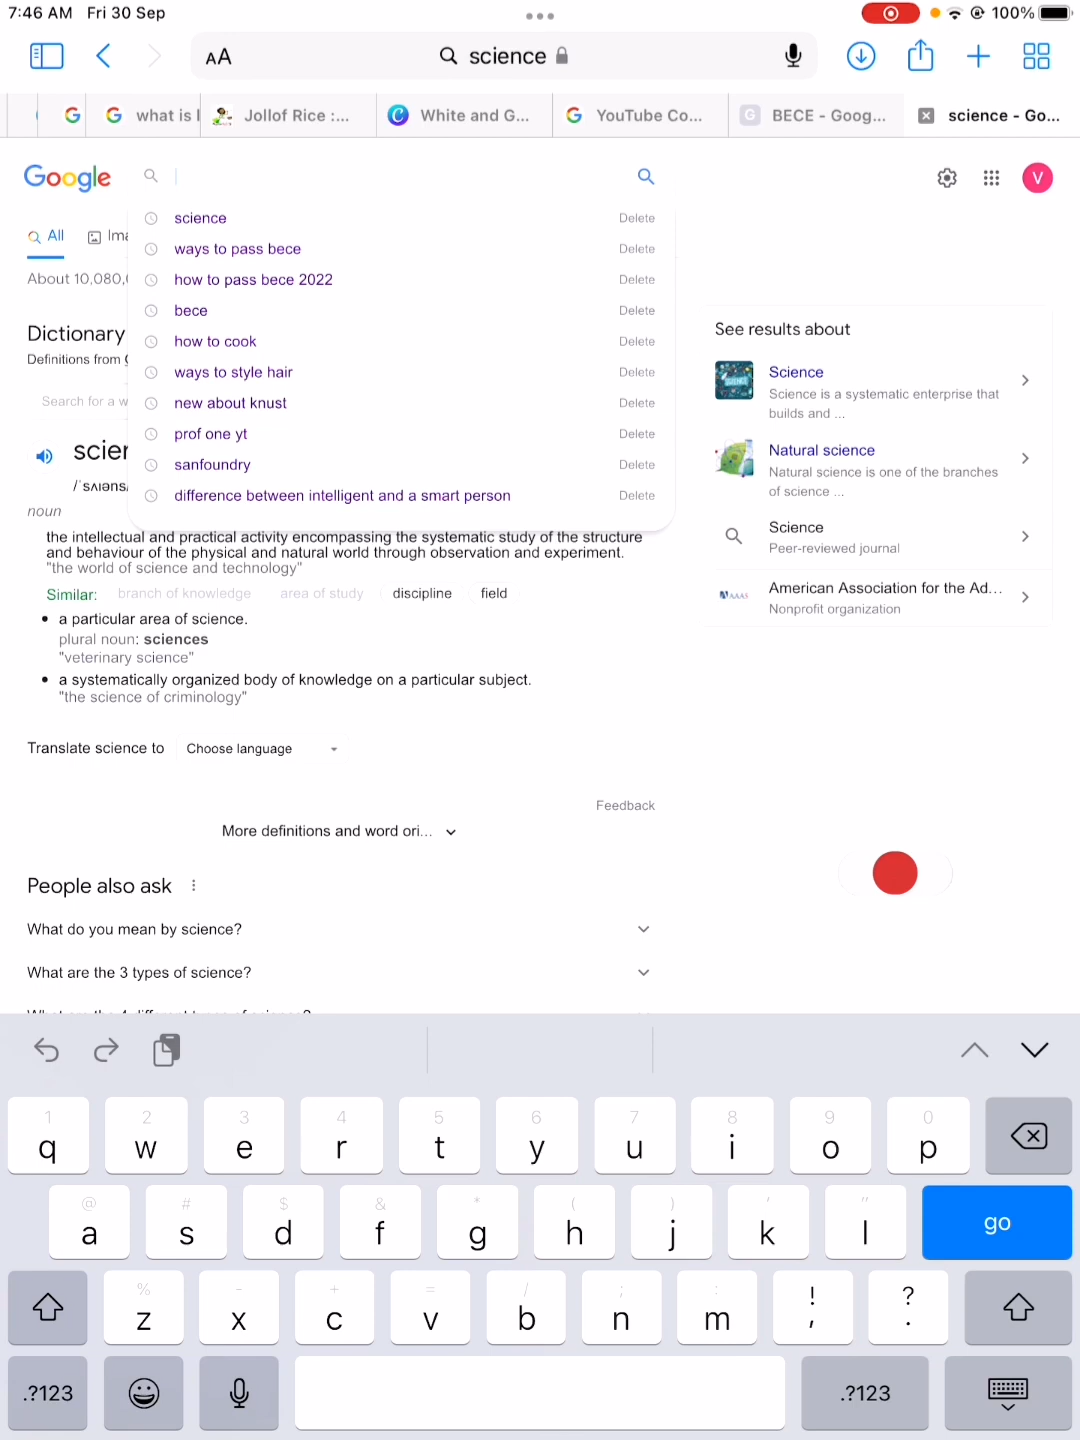 7:46 AM Fri 30 Sep
100%
AA
science
what is
Jollof Rice :...
White and G...
YouTube Co...
BECE - Goog...
science - Go...
Google
V
science Delete
ways to pass bece Delete
how to pass bece 2022 Delete
bece Delete
how to cook Delete
ways to style hair Delete
new about knust Delete
prof one yt Delete
sanfoundry Delete
difference between intelligent and a smart person Delete
All
Ima
About 10,080,
Dictionary
Definitions from
Search for a w
scien
/ˈsʌɪəns/
noun
the intellectual and practical activity encompassing the systematic study of the structure
and behaviour of the physical and natural world through observation and experiment.
"the world of science and technology"
Similar: branch of knowledge area of study discipline field
a particular area of science.
plural noun: sciences
"veterinary science"
a systematically organized body of knowledge on a particular subject.
"the science of criminology"
Translate science to Choose language
Feedback
More definitions and word ori...
People also ask
What do you mean by science?
What are the 3 types of science?
See results about
Science
Science is a systematic enterprise that
builds and ...
Natural science
Natural science is one of the branches
of science ...
Science
Peer-reviewed journal
American Association for the Ad...
Nonprofit organization
1 2 3 4 5 6 7 8 9 0
q w e r t y u i o p
@ # $ & * ( ) ' "
a s d f g h j k l go
% - + = / ; : ! ?
z x c v b n m , .
.?123 .?123